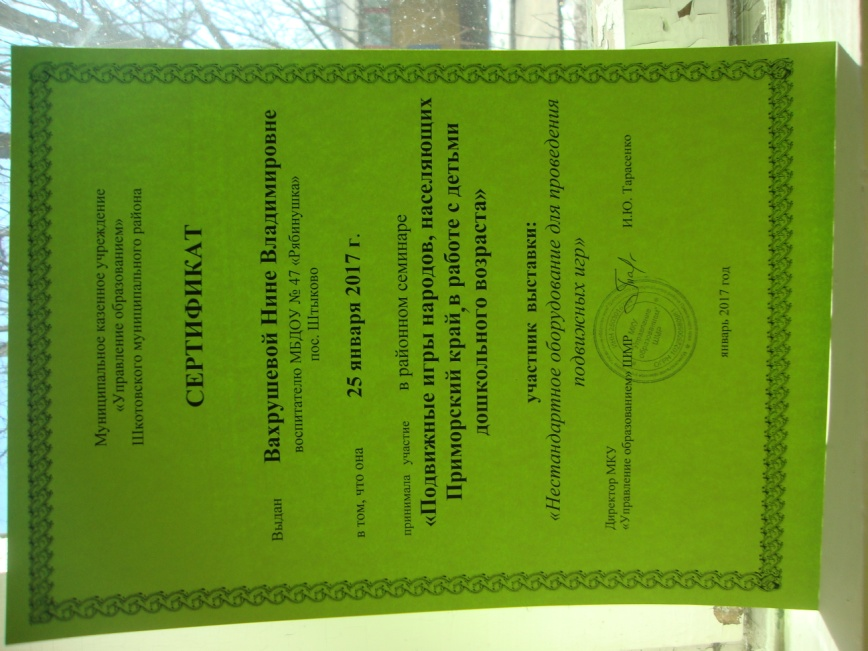 Муниципальное казенное учреждение
«Управление образованием»
Шкотовского муниципального района
СЕРТИФИКАТ
Выдан Вахрушевой Нине Владимировне
воспитателю МБДОУ № 47 «Рябинушка»
пос. Штыково
в том, что она 25 января 2017 г.
принимала участие в районном семинаре
«Подвижные игры народов, населяющих
Приморский край, в работе с детьми
дошкольного возраста»
участник выставки:
«Нестандартное оборудование для проведения
подвижных игр»
Директор МКУ
«Управление образованием» ШМР И.Ю. Тарасенко
январь 2017 год